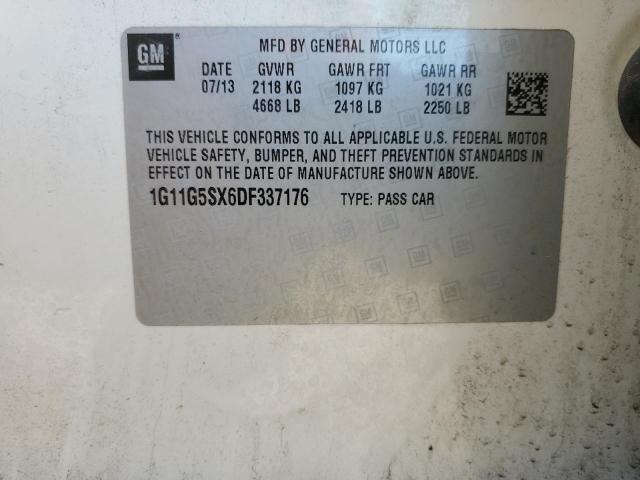 GM
®
MFD BY GENERAL MOTORS LLC
DATE GVWR GAWR FRT GAWR RR
07/13 2118 KG 1097 KG 1021 KG
4668 LB 2418 LB 2250 LB
THIS VEHICLE CONFORMS TO ALL APPLICABLE U.S. FEDERAL MOTOR
VEHICLE SAFETY, BUMPER, AND THEFT PREVENTION STANDARDS IN
EFFECT ON THE DATE OF MANUFACTURE SHOWN ABOVE.
1G11G5SX6DF337176 TYPE: PASS CAR